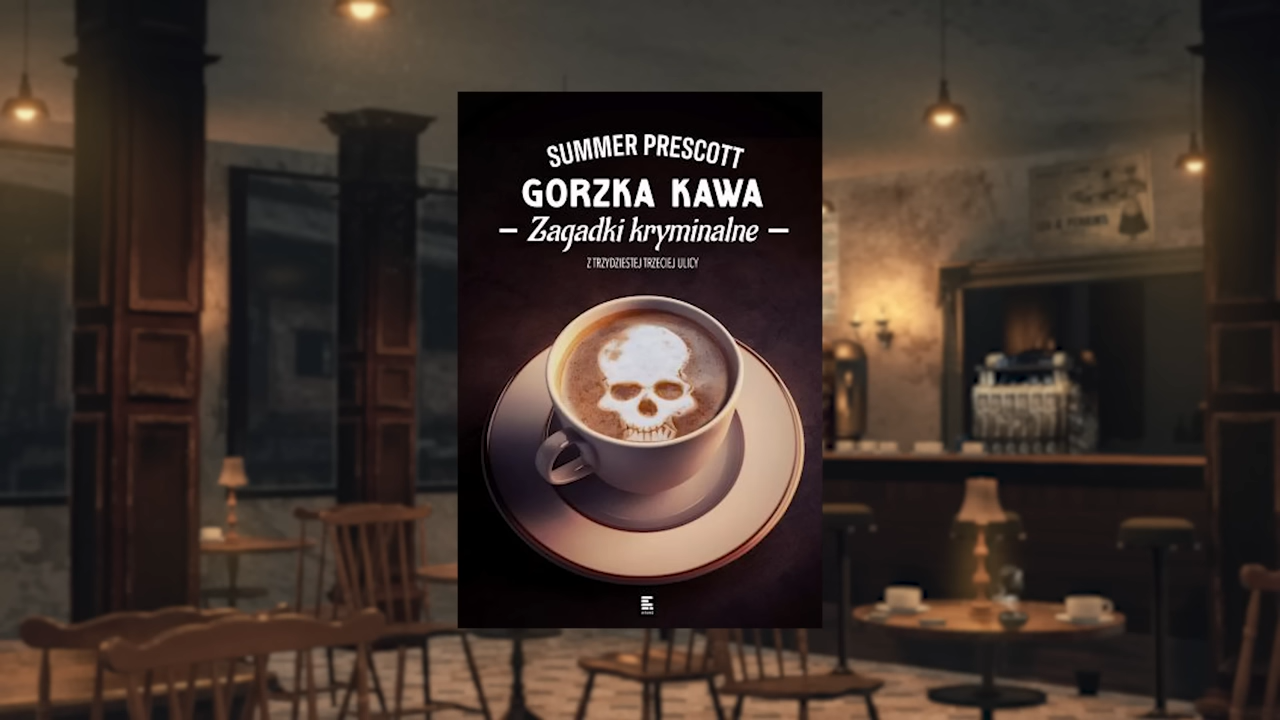 SUMMER PRESCOTT
GORZKA KAWA
— Zagadki kryminalne —
Z TRZYDZIESTEJ TRZECIEJ ULICY